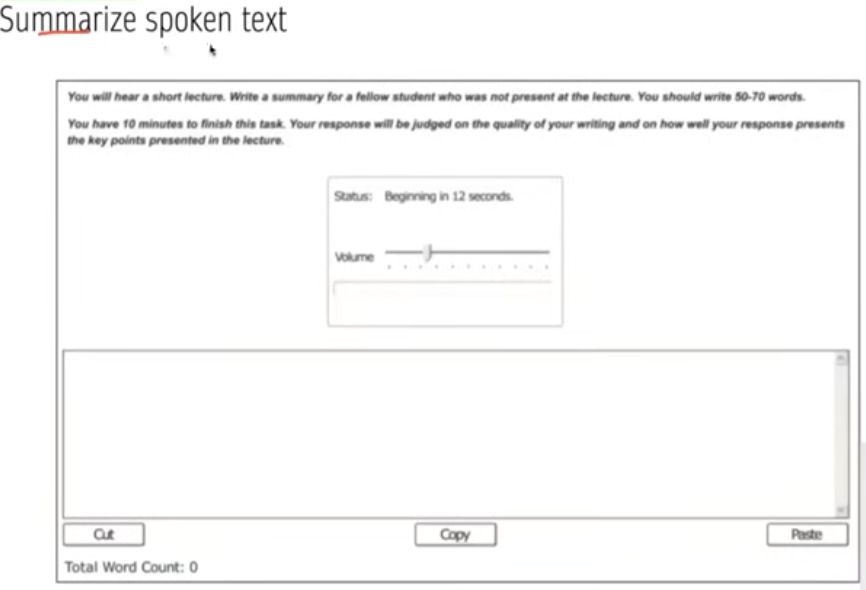 Summarize spoken text
You will hear a short lecture. Write a summary for a fellow student who was not present at the lecture. You should write 50-70 words.
You have 10 minutes to finish this task. Your response will be judged on the quality of your writing and on how well your response presents
the key points presented in the lecture.
Status: Beginning in 12 seconds.
Volume
Cut Copy Paste
Total Word Count: 0